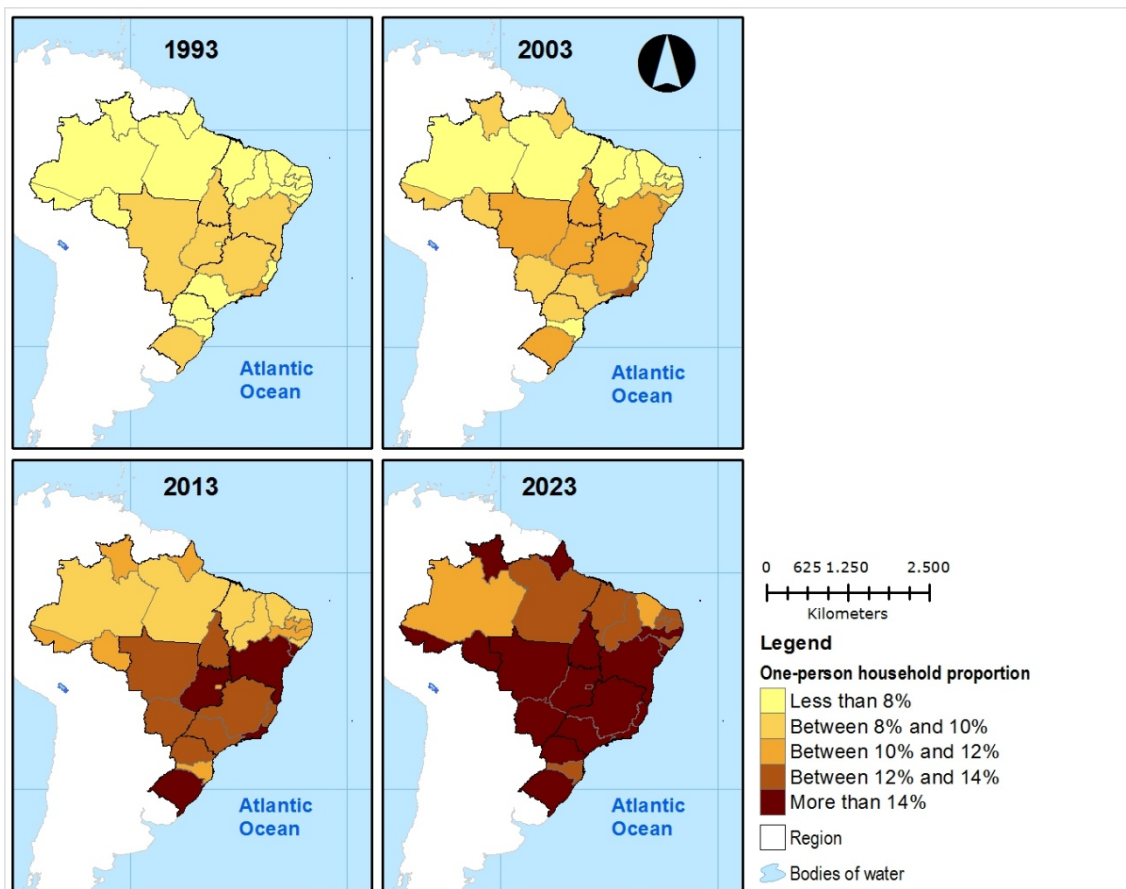 1993
2003
Atlantic
Ocean
Atlantic
Ocean
2013
2023
Atlantic
Ocean
Atlantic
Ocean
0 625 1.250 2.500
Kilometers
Legend
One-person household proportion
Less than 8%
Between 8% and 10%
Between 10% and 12%
Between 12% and 14%
More than 14%
Region
Bodies of water